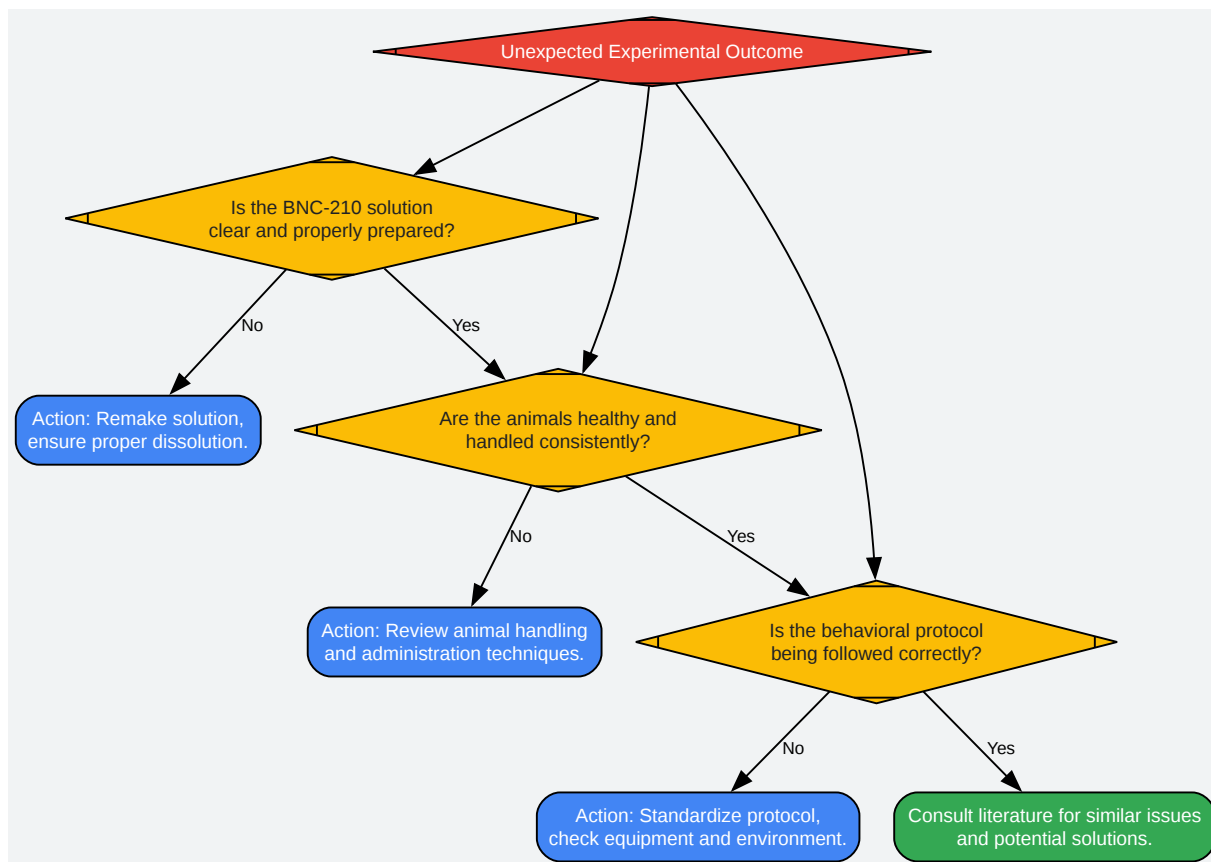 Unexpected Experimental Outcome
Is the BNC-210 solution
clear and properly prepared?
No
Yes
Action: Remake solution,
ensure proper dissolution.
Are the animals healthy and
handled consistently?
No
Yes
Action: Review animal handling
and administration techniques.
Is the behavioral protocol
being followed correctly?
No
Yes
Action: Standardize protocol,
check equipment and environment.
Consult literature for similar issues
and potential solutions.